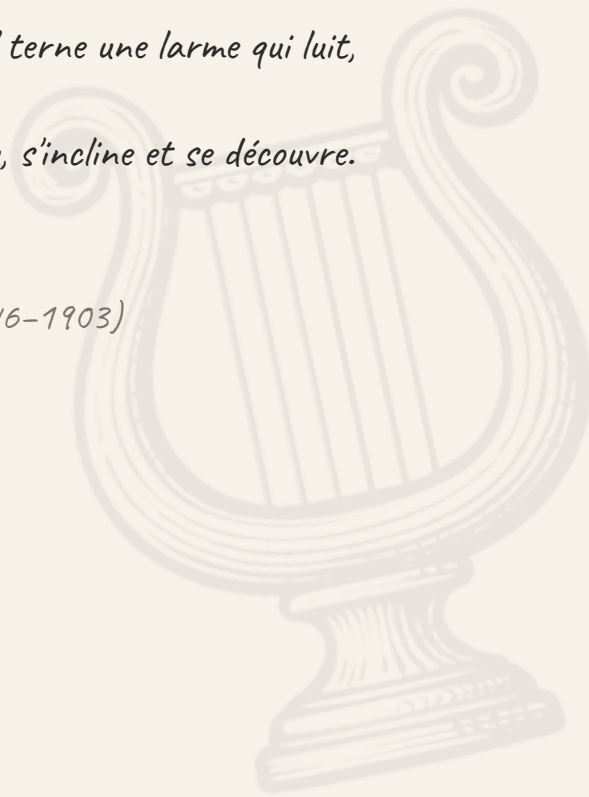 terne une larme qui luit,
, s'incline et se découvre.
6–1903)